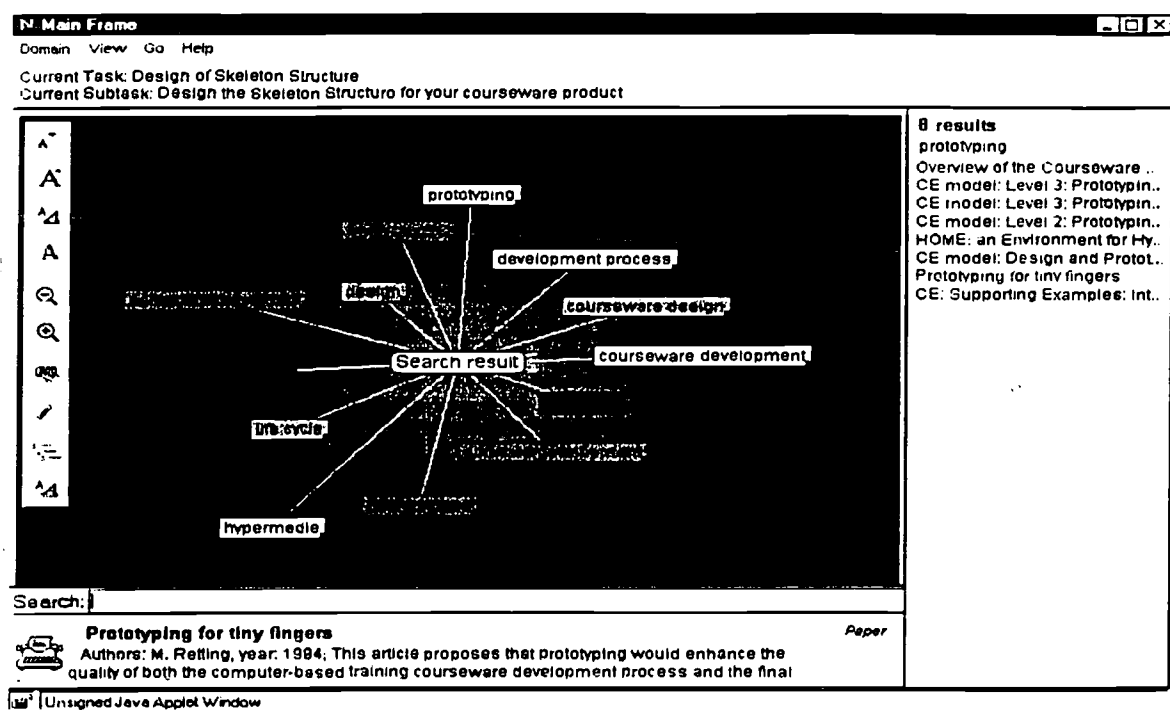 N. Main Frame
Domain View Go Help
Current Task: Design of Skeleton Structure
Current Subtask: Design the Skeleton Structuro for your courseware product
prototyping
development process
design
courseware design
Search result
courseware development
life cycle
hypermedie
8 results
prototyping
Overview of the Courseware ..
CE model: Level 3: Prototypin..
CE model: Level 3: Prototypin..
CE model: Level 2: Prototypin..
HOME: an Environment for Hy..
CE model: Design and Protot..
Prototyping for tiny fingers
CE: Supporting Examples: Int..
Search:
Prototyping for tiny fingers
Paper
Authors: M. Retting, year: 1994; This article proposes that prototyping would enhance the
quality of both the computer-based training courseware development process and the final
Unsigned Java Applet Window